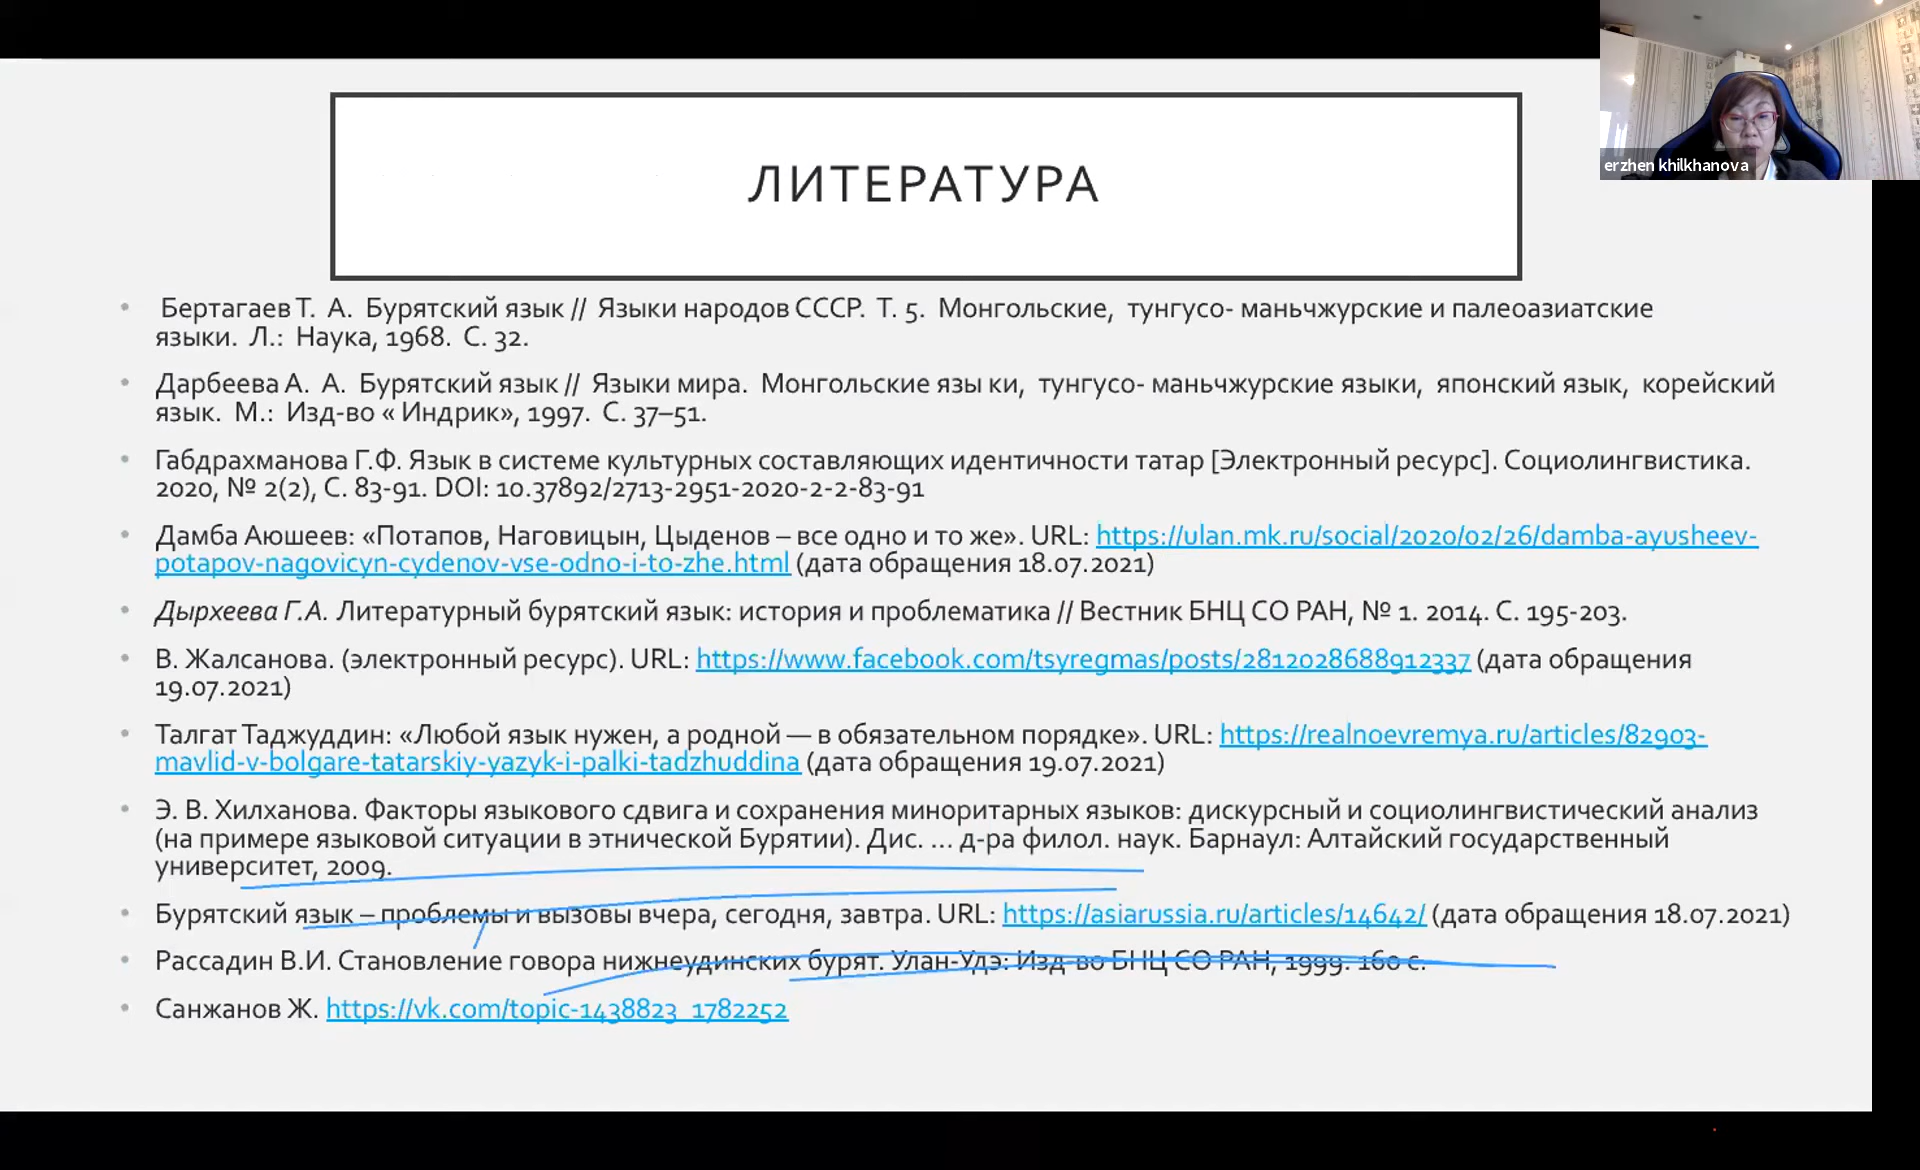 erzhen khilkhanova
ЛИТЕРАТУРА
• Бертагаев Т. А. Бурятский язык // Языки народов СССР. Т. 5. Монгольские, тунгусо- маньчжурские и палеоазиатские
языки. Л.: Наука, 1968. С. 32.
• Дарбеева А. А. Бурятский язык // Языки мира. Монгольские язы ки, тунгусо- маньчжурские языки, японский язык, корейский
язык. М.: Изд-во « Индрик», 1997. С. 37–51.
• Габдрахманова Г.Ф. Язык в системе культурных составляющих идентичности татар [Электронный ресурс]. Социолингвистика.
2020, № 2(2), С. 83-91. DOI: 10.37892/2713-2951-2020-2-2-83-91
• Дамба Аюшеев: «Потапов, Наговицын, Цыденов – все одно и то же». URL: https://ulan.mk.ru/social/2020/02/26/damba-ayusheev-
potapov-nagovicyn-cydenov-vse-odno-i-to-zhe.html (дата обращения 18.07.2021)
• Дырхеева Г.А. Литературный бурятский язык: история и проблематика // Вестник БНЦ СО РАН, № 1. 2014. С. 195-203.
• В. Жалсанова. (электронный ресурс). URL: https://www.facebook.com/tsyregmas/posts/2812028688912337 (дата обращения
19.07.2021)
• Талгат Таджуддин: «Любой язык нужен, а родной — в обязательном порядке». URL: https://realnoevremya.ru/articles/82903-
mavlid-v-bolgare-tatarskiy-yazyk-i-palki-tadzhuddina (дата обращения 19.07.2021)
• Э. В. Хилханова. Факторы языкового сдвига и сохранения миноритарных языков: дискурсный и социолингвистический анализ
(на примере языковой ситуации в этнической Бурятии). Дис. ... д-ра филол. наук. Барнаул: Алтайский государственный
университет, 2009.
• Бурятский язык – проблемы и вызовы вчера, сегодня, завтра. URL: https://asiarussia.ru/articles/14642/ (дата обращения 18.07.2021)
• Рассадин В.И. Становление говора нижнеудинских бурят. Улан-Удэ: Изд-во БНЦ СО РАН, 1999. 160 с.
• Санжанов Ж. https://vk.com/topic-1438823_1782252